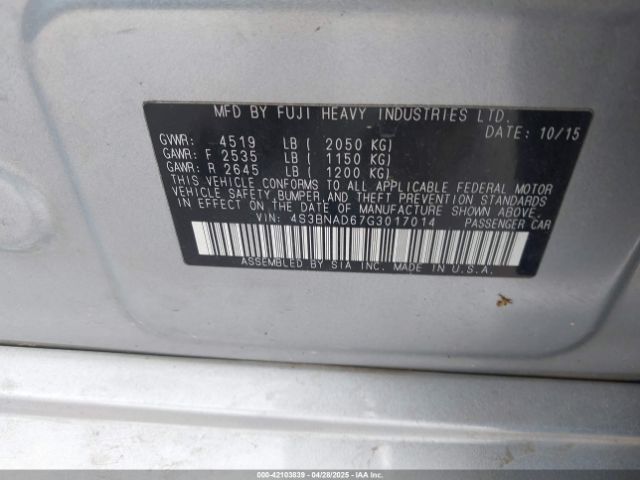 MFD BY FUJI HEAVY INDUSTRIES LTD.
DATE: 10/15
GVWR: 4519 LB ( 2050 KG)
GAWR: F 2535 LB ( 1150 KG)
GAWR: R 2645 LB ( 1200 KG)
THIS VEHICLE CONFORMS TO ALL APPLICABLE FEDERAL MOTOR
VEHICLE SAFETY, BUMPER AND THEFT PREVENTION STANDARDS
IN EFFECT ON THE DATE OF MANUFACTURE SHOWN ABOVE.
VIN: 4S3BNAD67G3017014 PASSENGER CAR
ASSEMBLED BY SIA INC. MADE IN U.S.A.
000-42103839 04/28/2025 - IAAI.COM